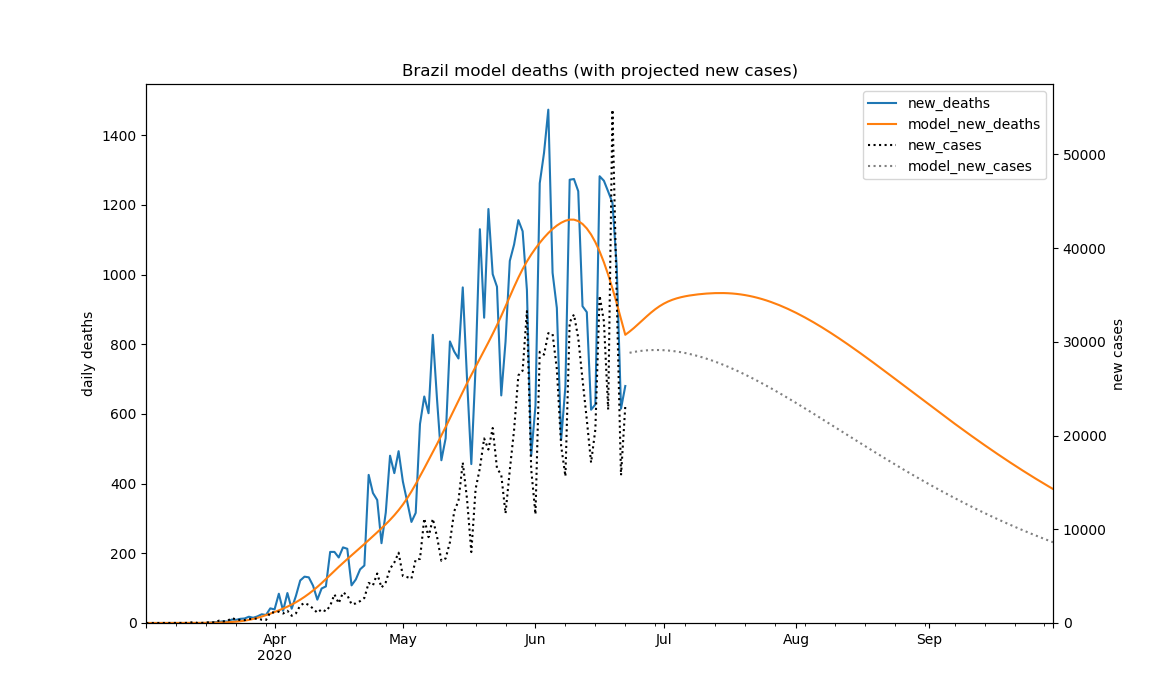 Brazil model deaths (with projected new cases)
new_deaths
model_new_deaths
new_cases
model_new_cases
daily deaths
1400
1200
1000
800
600
400
200
0
new cases
50000
40000
30000
20000
10000
0
Apr May Jun Jul Aug Sep
2020